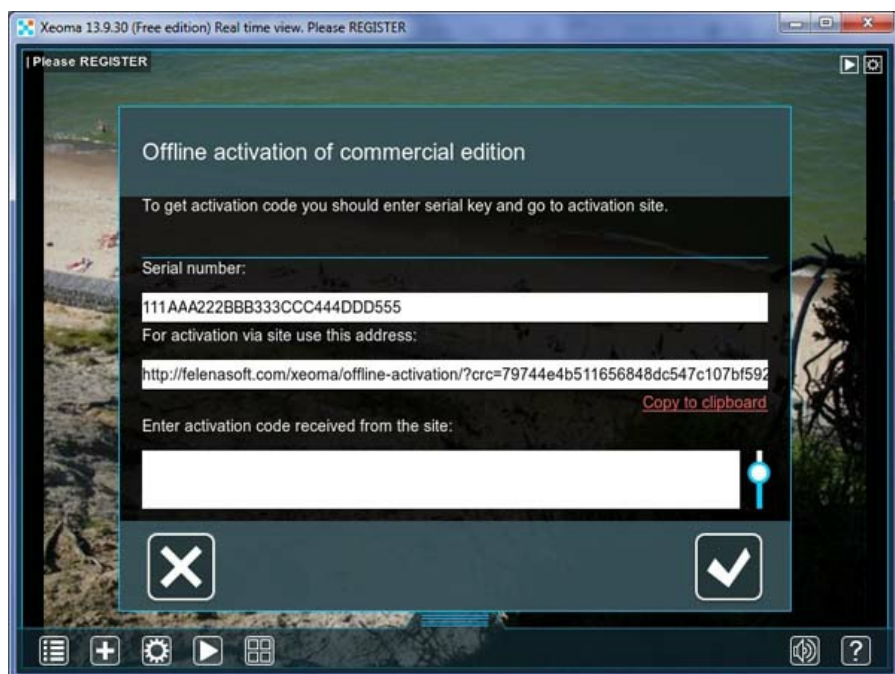 Xeoma 13.9.30 (Free edition) Real time view. Please REGISTER
| Please REGISTER
Offline activation of commercial edition
To get activation code you should enter serial key and go to activation site.
Serial number:
111AAA222BBB333CCC444DDD555
For activation via site use this address:
http://felenasoft.com/xeoma/offline-activation/?crc=79744e4b511656848dc547c107bf592
Copy to clipboard
Enter activation code received from the site: